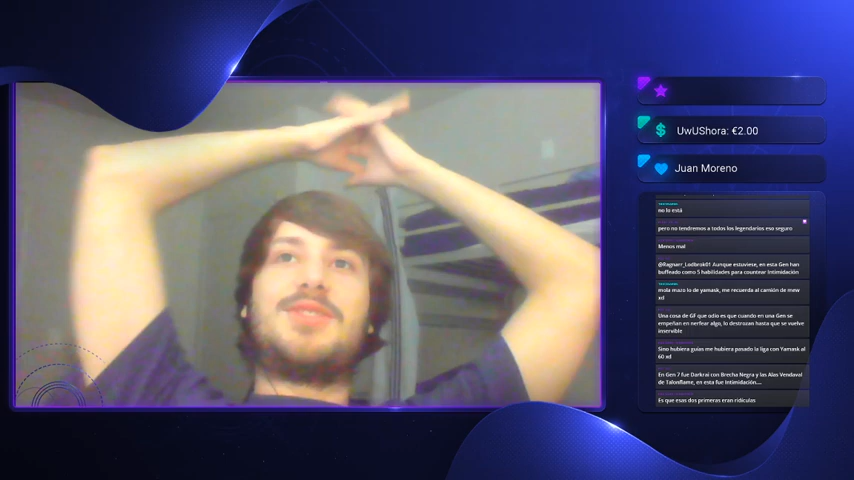 UwUShora: €2.00
Juan Moreno
no lo está
pero no tendremos a todos los legendarios eso seguro
Menos mal
@Ragnarr_Lodbrok01 Aunque estuviese, en esta Gen han
buffeado como 5 habilidades para countear Intimidación
mola mazo lo de yamask, me recuerda al camión de mew
xd
Una cosa de GF que odio es que cuando en una Gen se
empeñan en nerfear algo, lo destrozan hasta que se vuelve
inservible
Sino hubiera guías me hubiera pasado la liga con Yamask al
60 xd
En Gen 7 fue Darkrai con Brecha Negra y las Alas Vendaval
de Talonflame, en esta fue Intimidación....
Es que esas dos primeras eran ridículas